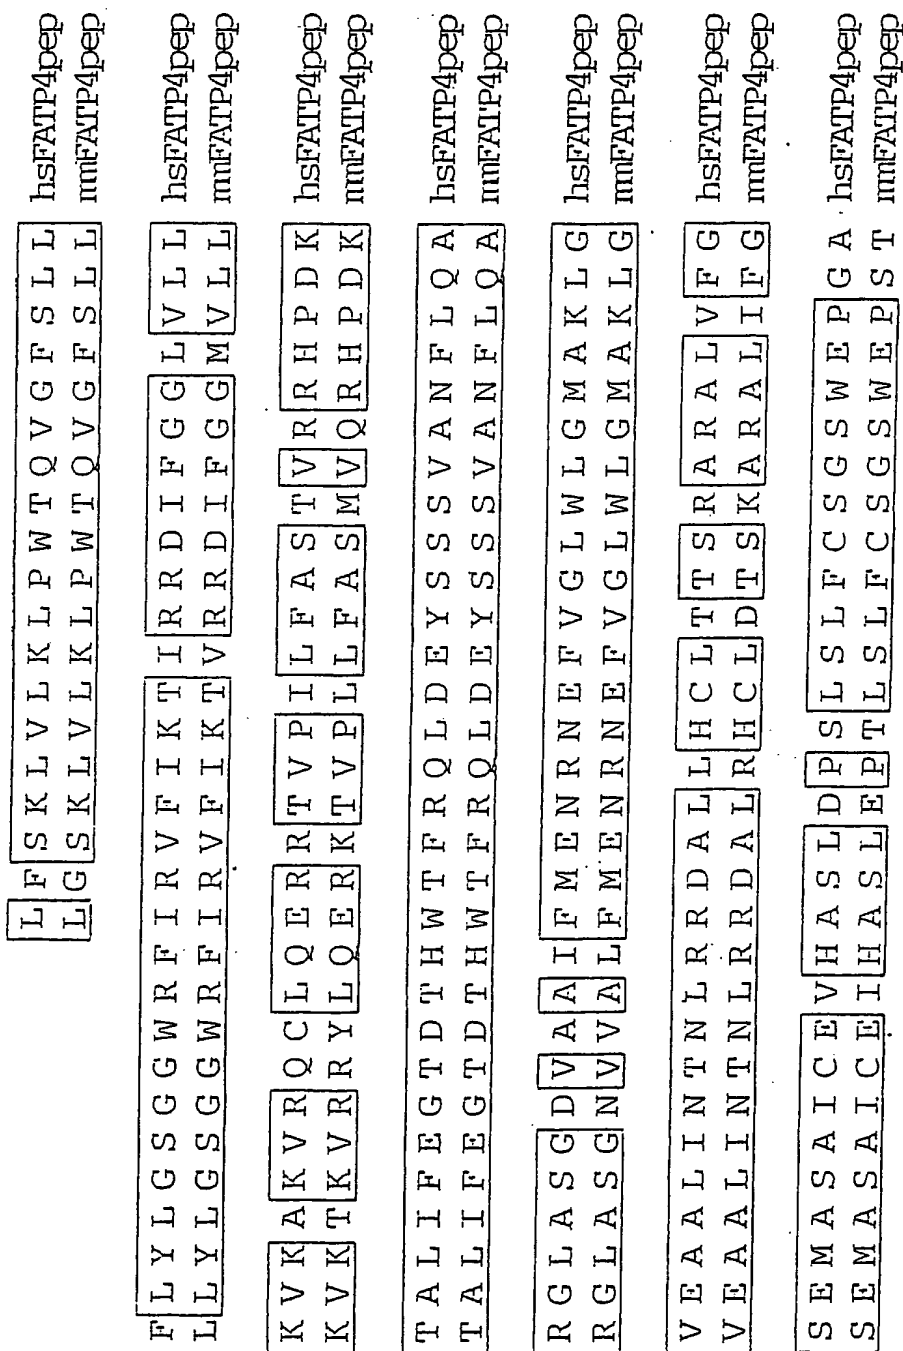 L F S K L V L K L P W T Q V G F S L L hsFATP4pep
L G S K L V L K L P W T Q V G F S L L mmFATP4pep
F L Y L G S G G W R F I R V F I K T I R R D I F G G L V L L hsFATP4pep
L L Y L G S G G W R F I R V F I K T V R R D I F G G M V L L mmFATP4pep
K V K A K V R Q C L Q E R R T V P I L F A S T V R R H P D K hsFATP4pep
K V K T K V R R Y L Q E R K T V P L L F A S M V Q R H P D K mmFATP4pep
T A L I F E G T D T H W T F R Q L D E Y S S S V A N F L Q A hsFATP4pep
T A L I F E G T D T H W T F R Q L D E Y S S S V A N F L Q A mmFATP4pep
R G L A S G D V A A I F M E N R N E F V G L W L G M A K L G hsFATP4pep
R G L A S G N V V A L F M E N R N E F V G L W L G M A K L G mmFATP4pep
V E A A L I N T N L R R D A L L H C L T T S R A R A L V F G hsFATP4pep
V E A A L I N T N L R R D A L R H C L D T S K A R A L I F G mmFATP4pep
S E M A S A I C E V H A S L D P S L S L F C S G S W E P G A hsFATP4pep
S E M A S A I C E I H A S L E P T L S L F C S G S W E P S T mmFATP4pep